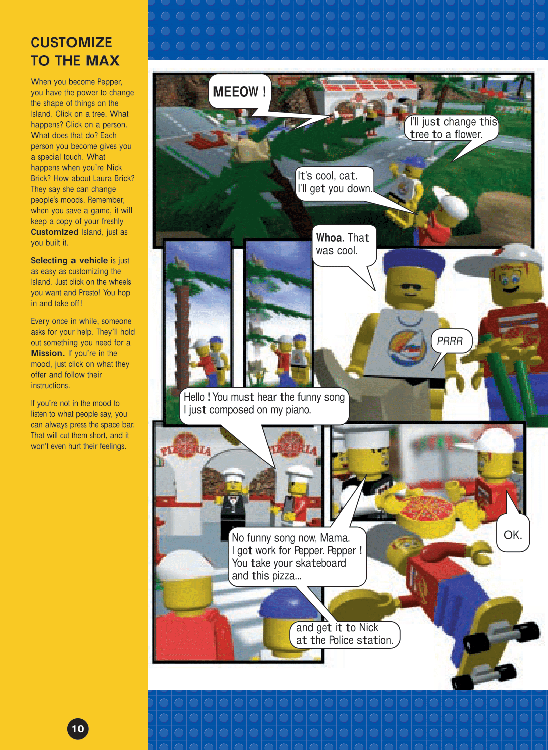 CUSTOMIZE
TO THE MAX
When you become Pepper,
you have the power to change
the shape of things on the
Island. Click on a tree. What
happens? Click on a person.
What does that do? Each
person you become gives you
a special touch. What
happens when you're Nick
Brick? How about Laura Brick?
They say she can change
people's moods. Remember,
when you save a game, it will
keep a copy of your freshly
Customized Island, just as
you built it.
Selecting a vehicle is just
as easy as customizing the
Island. Just click on the wheels
you want and Presto! You hop
in and take off!
Every once in while, someone
asks for your help. They'll hold
out something you need for a
Mission. If you're in the
mood, just click on what they
offer and follow their
instructions.
If you're not in the mood to
listen to what people say, you
can always press the space bar.
That will cut them short, and it
won't even hurt their feelings.
10
MEEOW !
I'll just change this
tree to a flower.
It's cool, cat.
I'll get you down.
Whoa. That
was cool.
PRRR
Hello ! You must hear the funny song
I just composed on my piano.
PIZZERIA
PIZZERIA
No funny song now, Mama.
I got work for Pepper. Pepper !
You take your skateboard
and this pizza...
OK.
and get it to Nick
at the Police station.